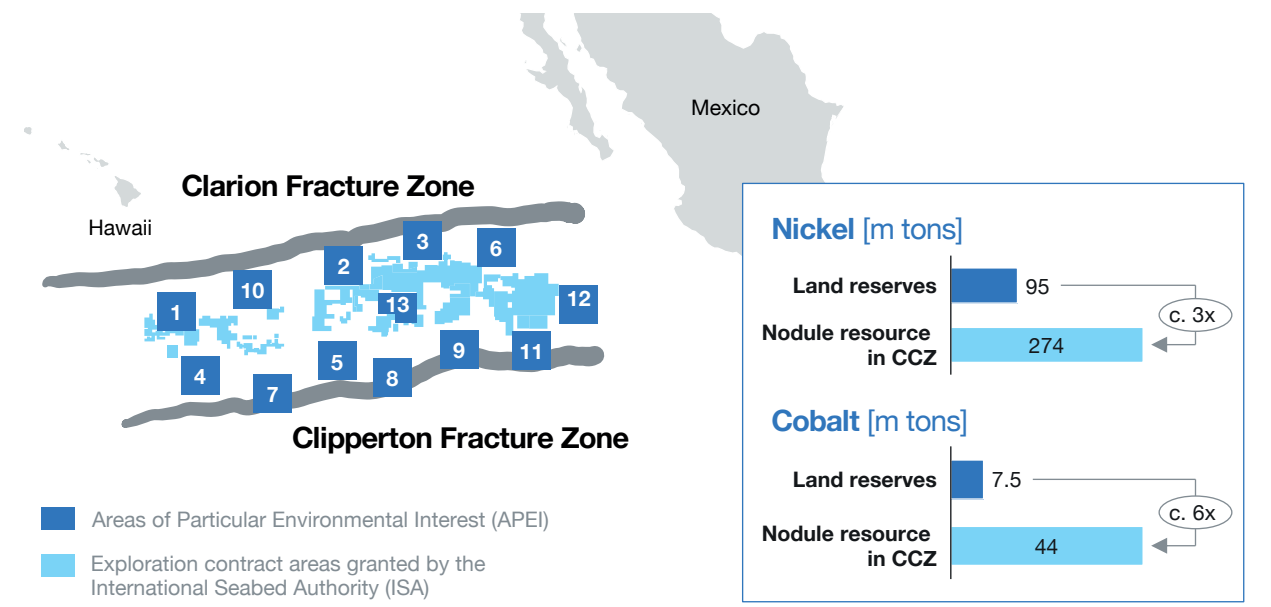 Mexico
Clarion Fracture Zone
Hawaii
3
6
2
10
13
12
1
9
11
5
4
8
7
Clipperton Fracture Zone
Areas of Particular Environmental Interest (APEI)
Exploration contract areas granted by the
International Seabed Authority (ISA)
Nickel [m tons]
Land reserves
95
c. 3x
Nodule resource
in CCZ
274
Cobalt [m tons]
Land reserves
7.5
c. 6x
Nodule resource
in CCZ
44